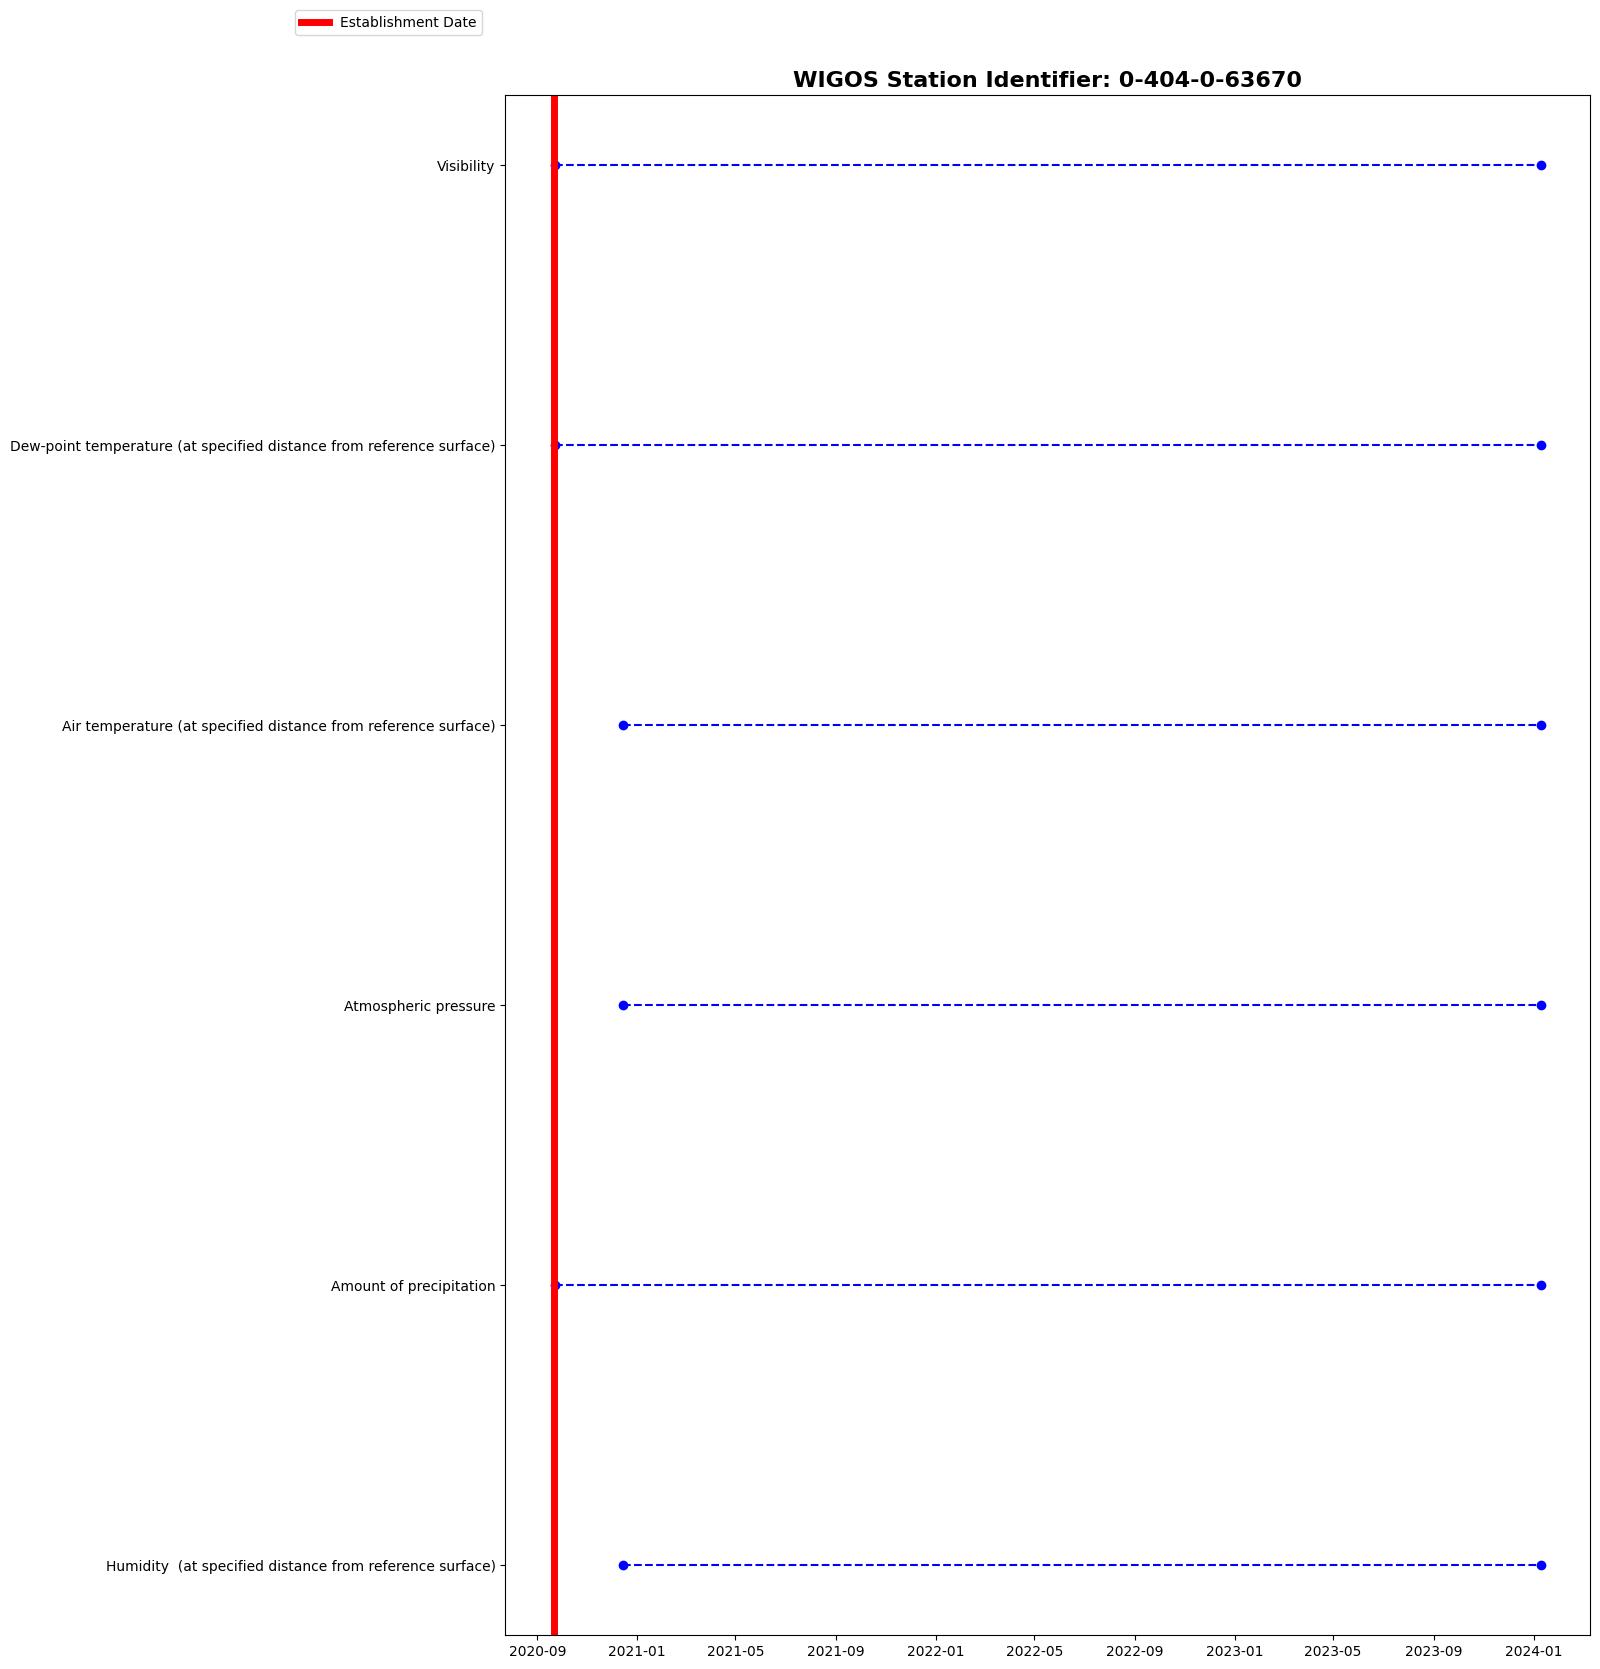 Establishment Date
WIGOS Station Identifier: 0-404-0-63670
Visibility
Dew-point temperature (at specified distance from reference surface)
Air temperature (at specified distance from reference surface)
Atmospheric pressure
Amount of precipitation
Humidity  (at specified distance from reference surface)
2020-09 2021-01 2021-05 2021-09 2022-01 2022-05 2022-09 2023-01 2023-05 2023-09 2024-01